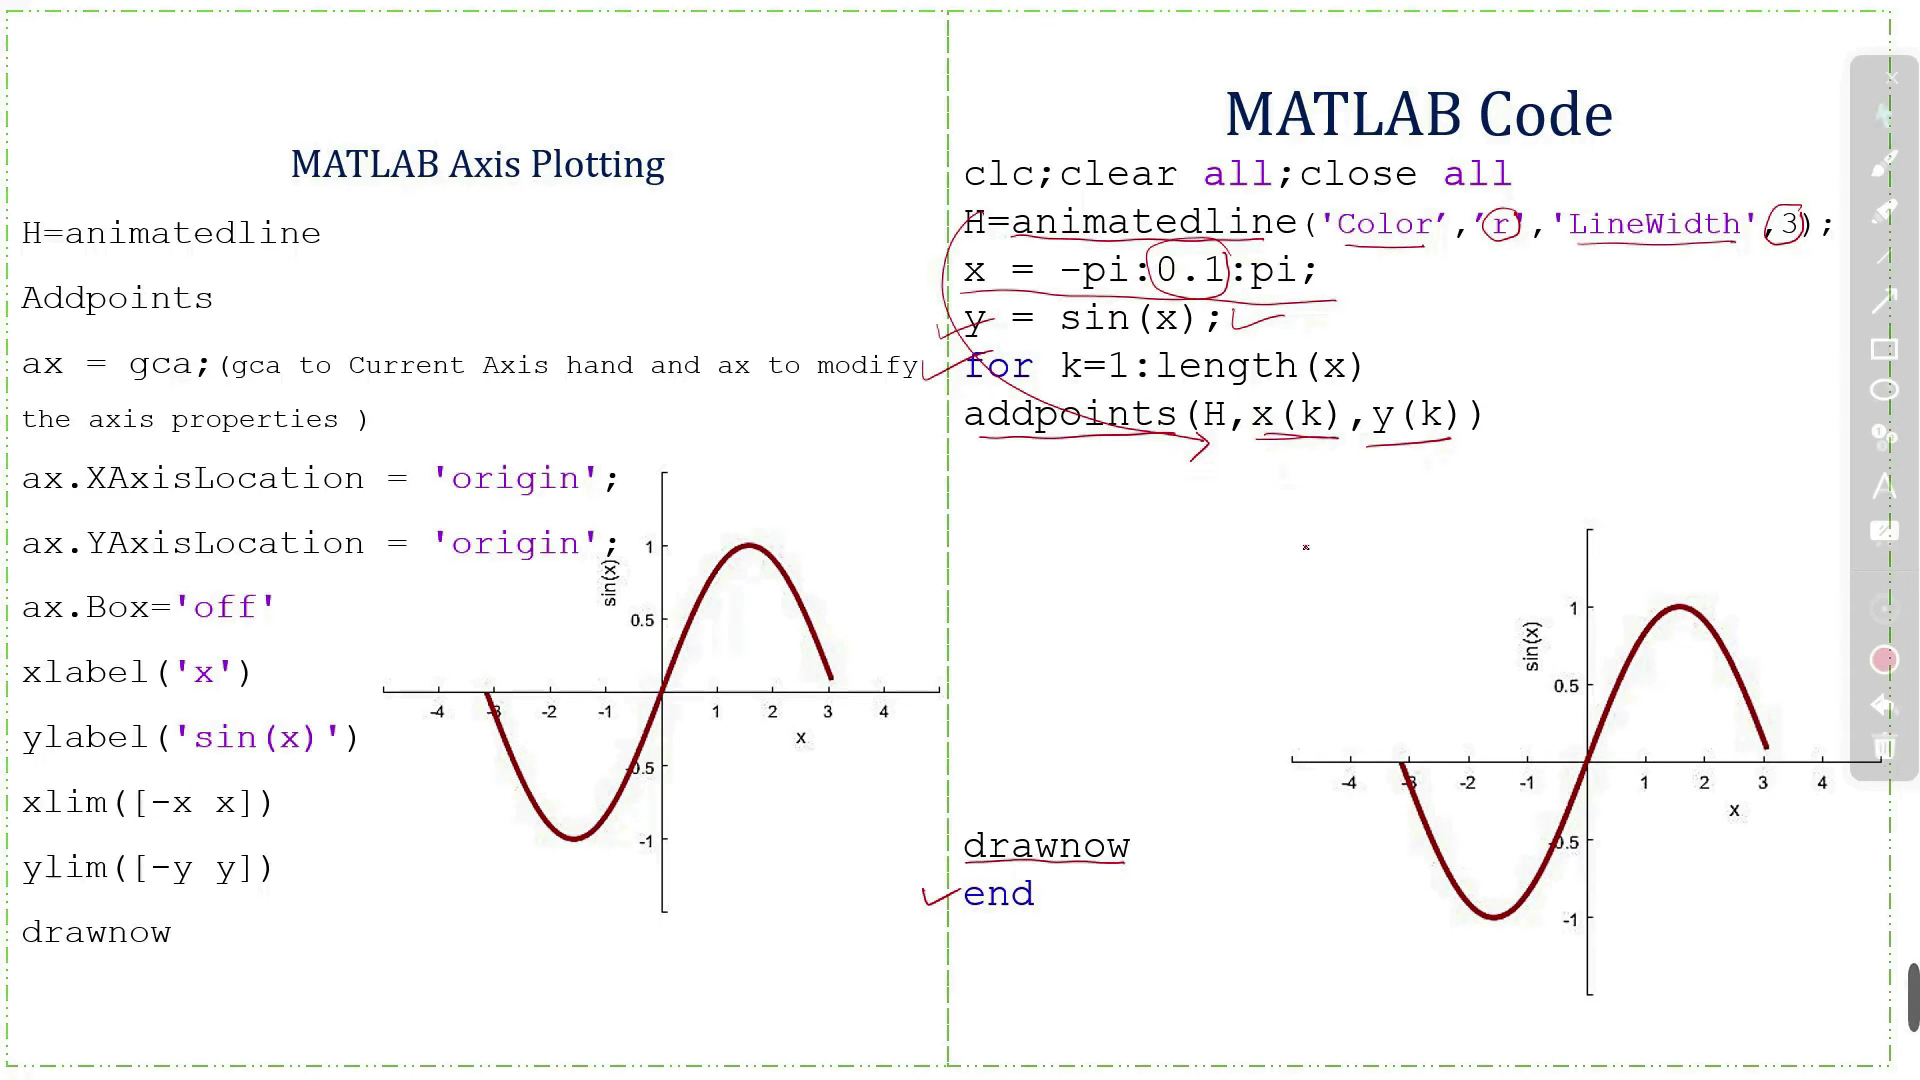 MATLAB Axis Plotting
H=animatedline
Addpoints
ax = gca;(gca to Current Axis hand and ax to modify
the axis properties )
ax.XAxisLocation = 'origin';
ax.YAxisLocation = 'origin';
ax.Box='off'
xlabel('x')
ylabel('sin(x)')
xlim([-x x])
ylim([-y y])
drawnow
sin(x)
1
0.5
-4 -3 -2 -1 1 2 3 4
x
-0.5
-1
MATLAB Code
clc;clear all;close all
H=animatedline('Color’,’r','LineWidth',3);
x = -pi:0.1:pi;
y = sin(x);
for k=1:length(x)
addpoints(H,x(k),y(k))
drawnow
end
sin(x)
1
0.5
-4 -3 -2 -1 1 2 3 4
x
-0.5
-1
A